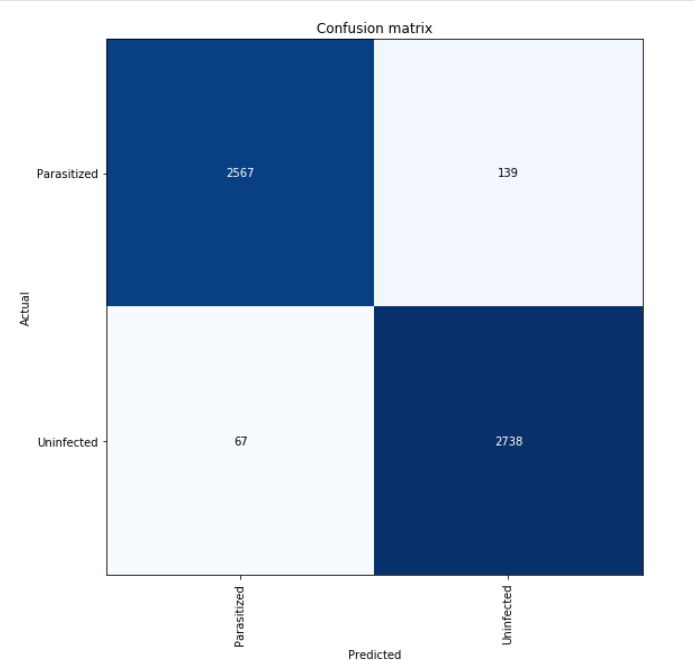 Confusion matrix
Parasitized
2567
139
Actual
Uninfected
67
2738
Parasitized
Uninfected
Predicted